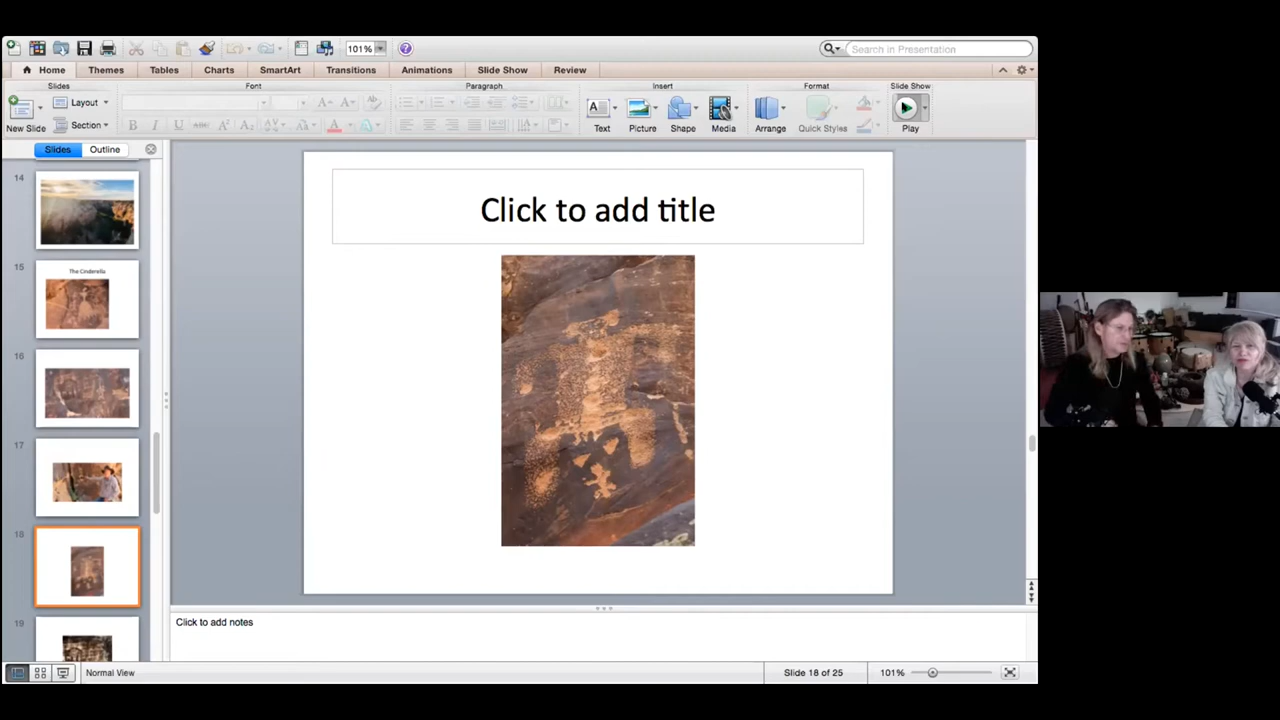 101%
Search in Presentation
Home
Themes
Tables
Charts
SmartArt
Transitions
Animations
Slide Show
Review
Slides
Font
Paragraph
Insert
Format
Slide Show
New Slide
Layout
Section
Text
Picture
Shape
Media
Arrange
Quick Styles
Play
Slides
Outline
14
15
The Cinderella
16
17
18
19
Click to add title
Click to add notes
Normal View
Slide 18 of 25
101%